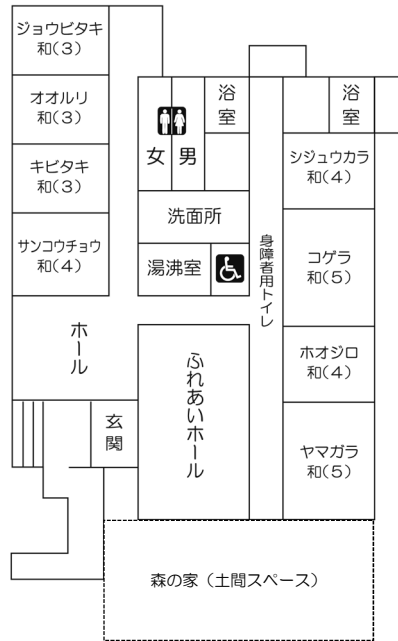 ジョウビタキ
和(3)
オオルリ
和(3)
キビタキ
和(3)
サンコウチョウ
和(4)
ホール
玄関
女
男
浴室
洗面所
湯沸室
身障者用トイレ
ふれあいホール
浴室
シジュウカラ
和(4)
コゲラ
和(5)
ホオジロ
和(4)
ヤマガラ
和(5)
森の家(土間スペース)